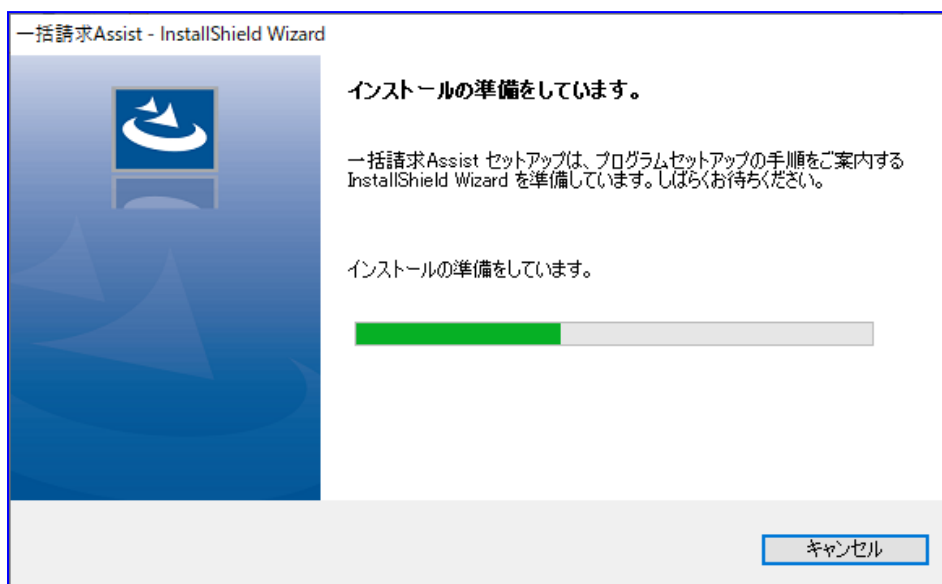 一括請求Assist - InstallShield Wizard
インストールの準備をしています。
一括請求Assist セットアップは、プログラムセットアップの手順をご案内する
InstallShield Wizard を準備しています。しばらくお待ちください。
インストールの準備をしています。
キャンセル